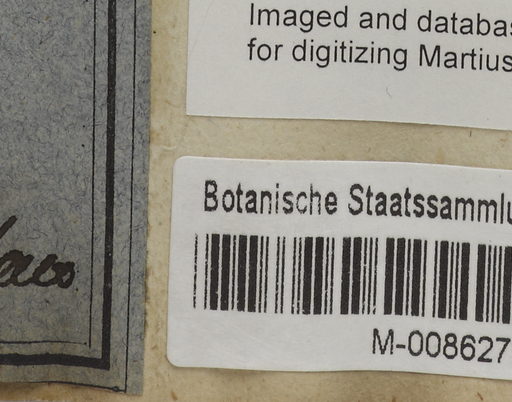 Imaged and databas
for digitizing Martius
Botanische Staatssammlu
M-008627